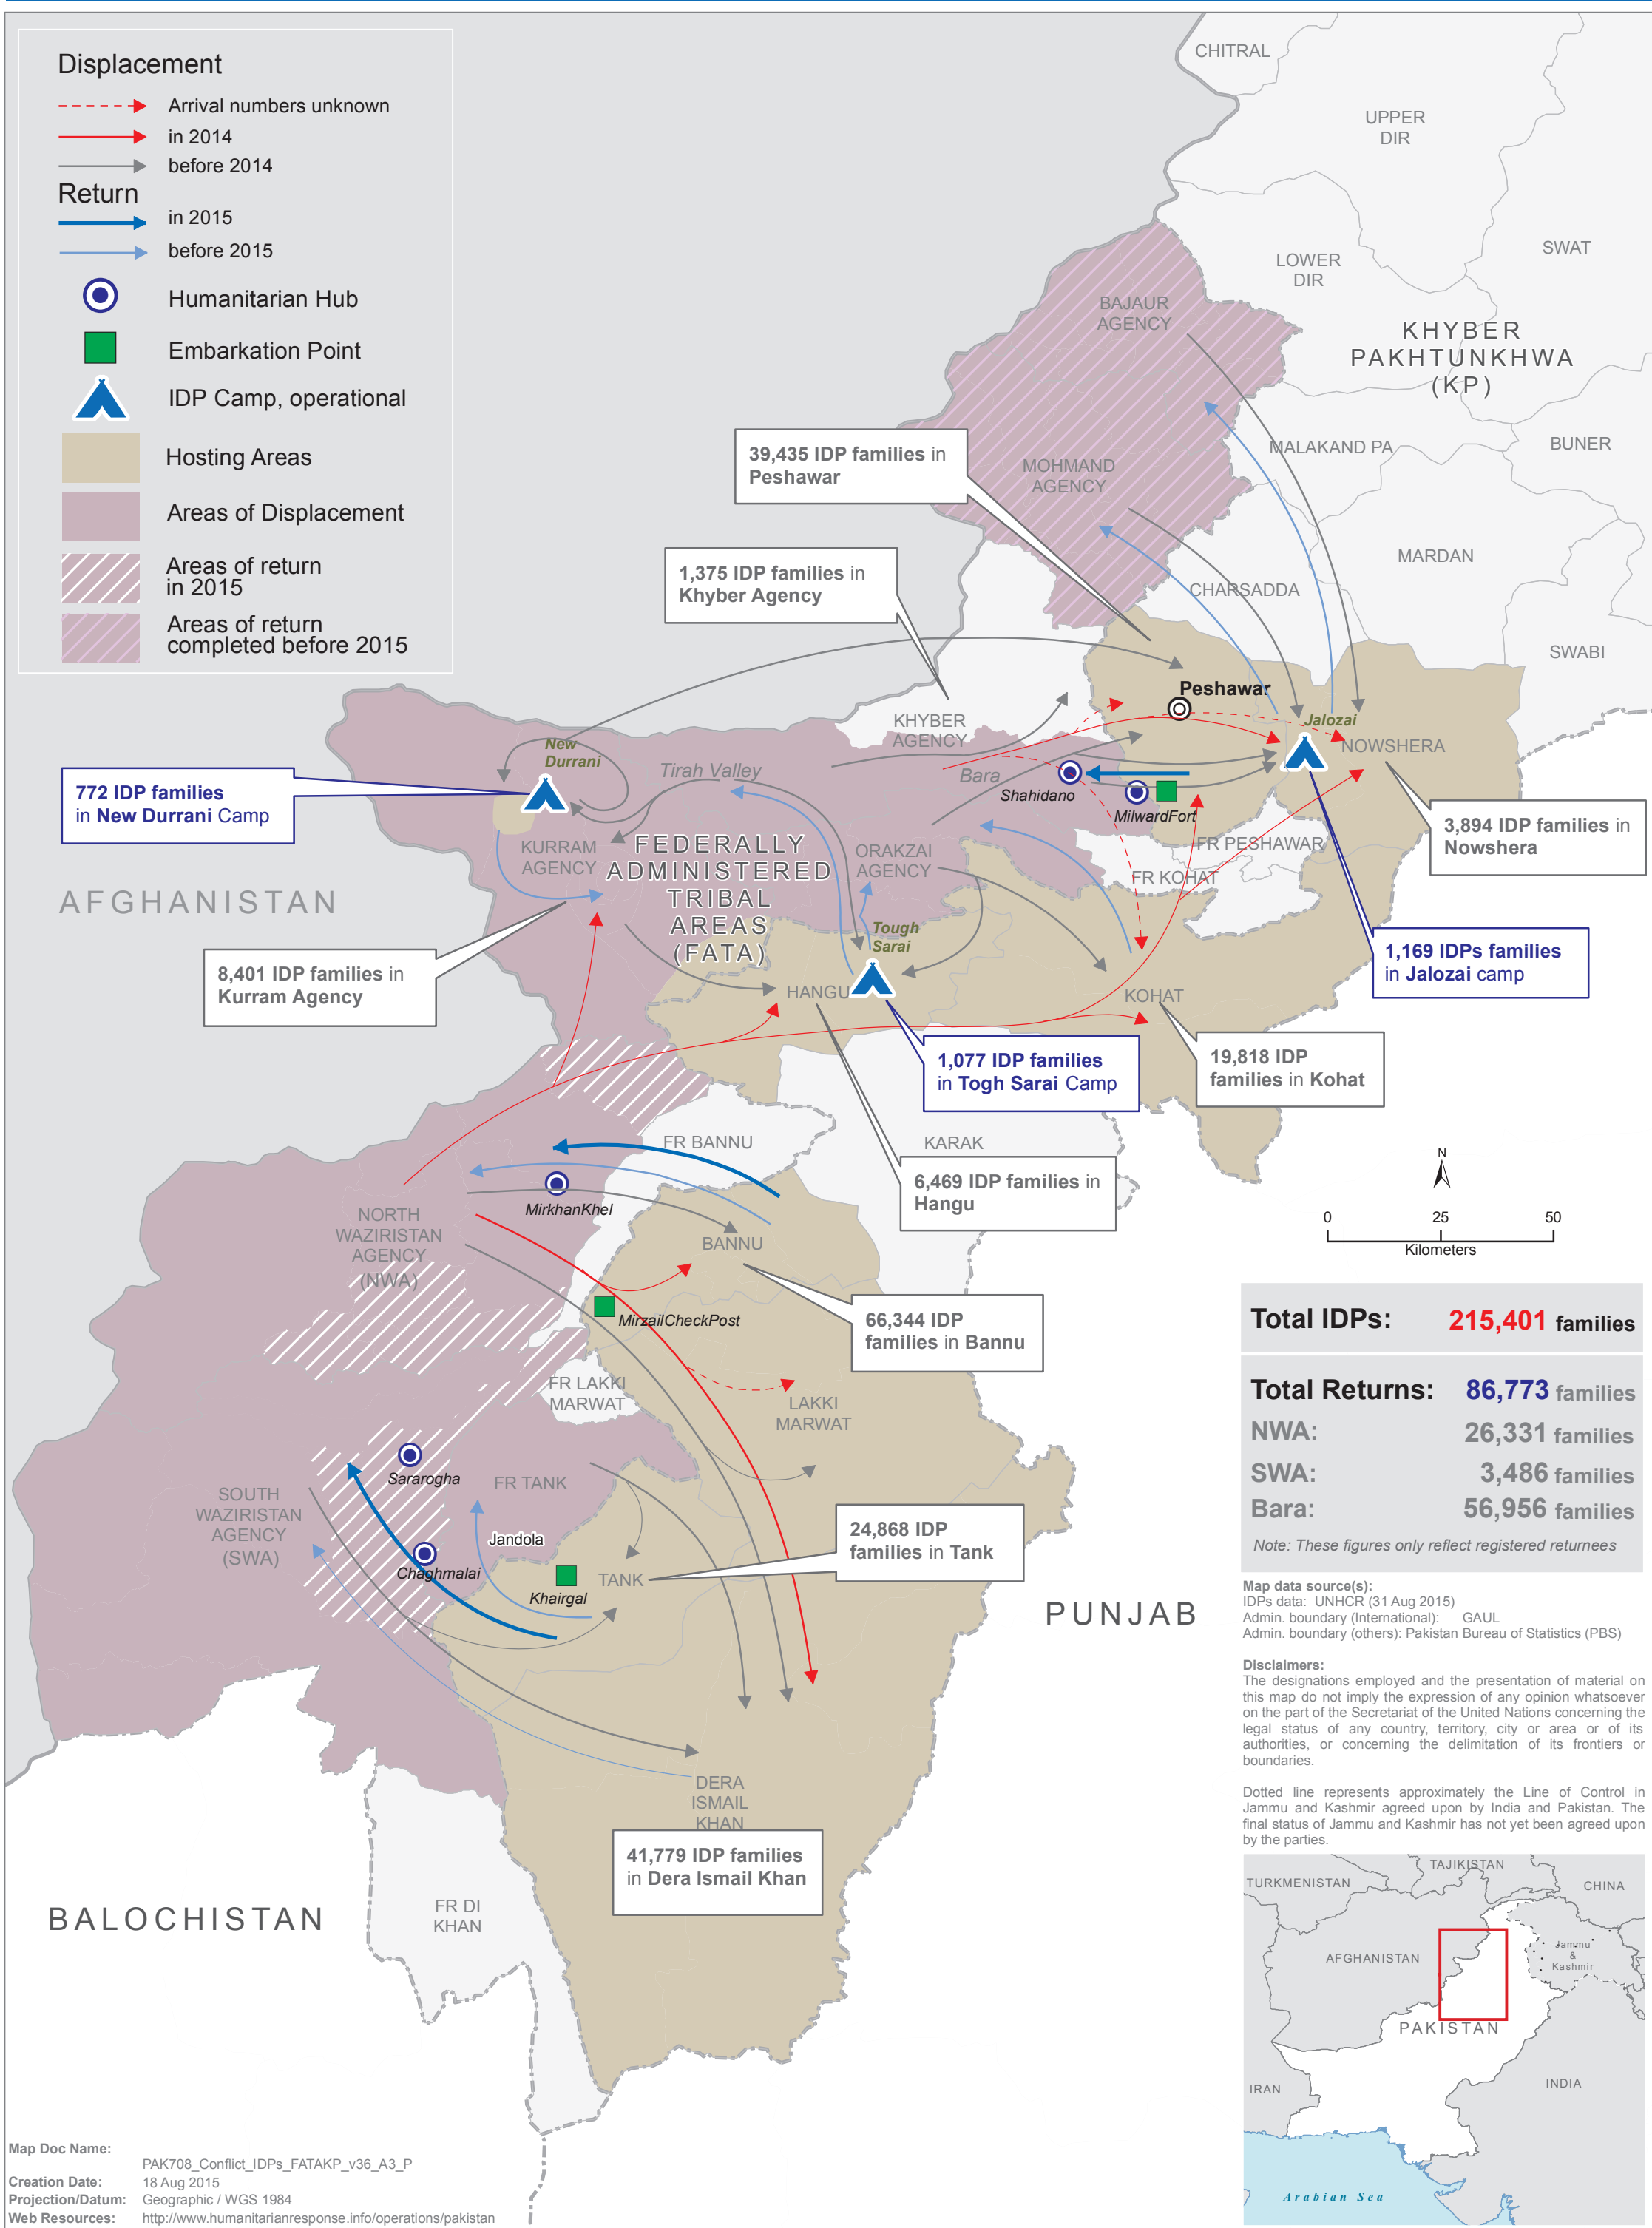 Displacement
Arrival numbers unknown
in 2014
before 2014
Return
in 2015
before 2015
Humanitarian Hub
Embarkation Point
IDP Camp, operational
Hosting Areas
Areas of Displacement
Areas of return
in 2015
Areas of return
completed before 2015
CHITRAL
UPPER
DIR
LOWER
DIR
SWAT
BAJAUR
AGENCY
KHYBER
PAKHTUNKHWA
(KP)
MALAKAND PA
BUNER
39,435 IDP families in
Peshawar
MOHMAND
AGENCY
MARDAN
1,375 IDP families in
Khyber Agency
CHARSADDA
SWABI
Peshawar
KHYBER
AGENCY
Jalozai
NOWSHERA
New
Durrani
Tirah Valley
Bara
Shahidano
MilwardFort
772 IDP families
in New Durrani Camp
3,894 IDP families in
Nowshera
KURRAM
AGENCY
FEDERALLY
ADMINISTERED
TRIBAL
AREAS
(FATA)
ORAKZAI
AGENCY
FR PESHAWAR
FR KOHAT
AFGHANISTAN
Tough
Sarai
1,169 IDPs families
in Jalozai camp
8,401 IDP families in
Kurram Agency
HANGU
KOHAT
1,077 IDP families
in Togh Sarai Camp
19,818 IDP
families in Kohat
FR BANNU
KARAK
6,469 IDP families in
Hangu
MirkhanKhel
NORTH
WAZIRISTAN
AGENCY
(NWA)
BANNU
MirzailCheckPost
66,344 IDP
families in Bannu
FR LAKKI
MARWAT
LAKKI
MARWAT
Sararogha
FR TANK
SOUTH
WAZIRISTAN
AGENCY
(SWA)
Jandola
Chaghmalai
Khairgal
TANK
24,868 IDP
families in Tank
PUNJAB
DERA
ISMAIL
KHAN
41,779 IDP families
in Dera Ismail Khan
FR DI
KHAN
BALOCHISTAN
N
0 25 50
Kilometers
Total IDPs: 215,401 families
Total Returns: 86,773 families
NWA: 26,331 families
SWA: 3,486 families
Bara: 56,956 families
Note: These figures only reflect registered returnees
Map data source(s):
IDPs data: UNHCR (31 Aug 2015)
Admin. boundary (International): GAUL
Admin. boundary (others): Pakistan Bureau of Statistics (PBS)
Disclaimers:
The designations employed and the presentation of material on
this map do not imply the expression of any opinion whatsoever
on the part of the Secretariat of the United Nations concerning the
legal status of any country, territory, city or area or of its
authorities, or concerning the delimitation of its frontiers or
boundaries.
Dotted line represents approximately the Line of Control in
Jammu and Kashmir agreed upon by India and Pakistan. The
final status of Jammu and Kashmir has not yet been agreed upon
by the parties.
TAJIKISTAN
TURKMENISTAN
CHINA
AFGHANISTAN
Jammu
&
Kashmir
PAKISTAN
IRAN
INDIA
Arabian Sea
Map Doc Name:
PAK708_Conflict_IDPs_FATAKP_v36_A3_P
Creation Date: 18 Aug 2015
Projection/Datum: Geographic / WGS 1984
Web Resources: http://www.humanitarianresponse.info/operations/pakistan